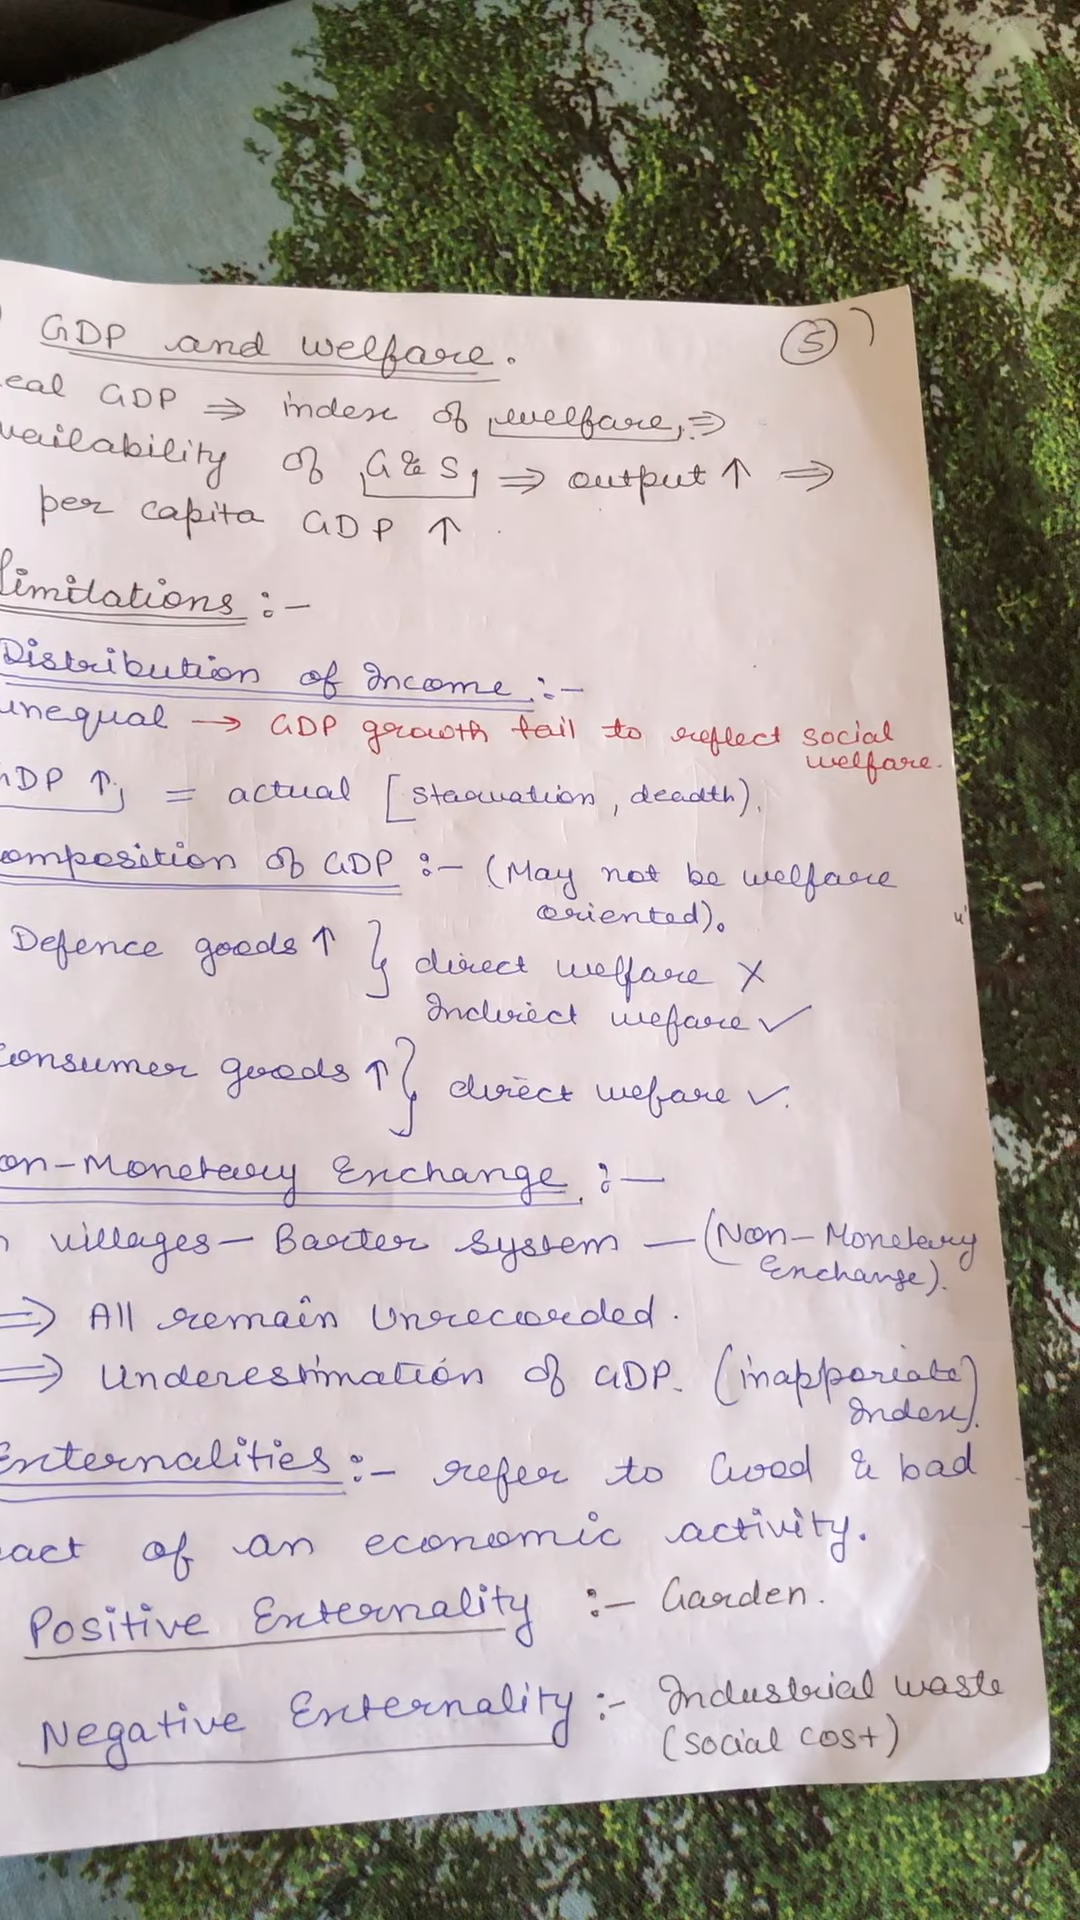 GDP and welfare. 5)
eal GDP ⇒ index of welfare, ⇒
vailability of G & S, ⇒ output ↑ ⇒
per capita GDP ↑
limitations :-
Distribution of Income :-
unequal → GDP growth fail to reflect social
welfare.
GDP ↑, = actual [starvation, deadth).
omposition of GDP :- (May not be welfare
oriented).
Defence goods ↑ } direct welfare X
Indirect wefare ✓
Consumer goods ↑ } direct wefare ✓.
on-Monetary Exchange :-
n villages - Barter system - (Non-Monetary
Exchange).
⇒ All remain Unrecorded.
⇒ Underestimation of GDP. (inapporiate)
Index).
Externalities :- refer to Good & bad
act of an economic activity.
Positive Externality :- Garden.
Negative Externality :- Industrial waste
(social cost)